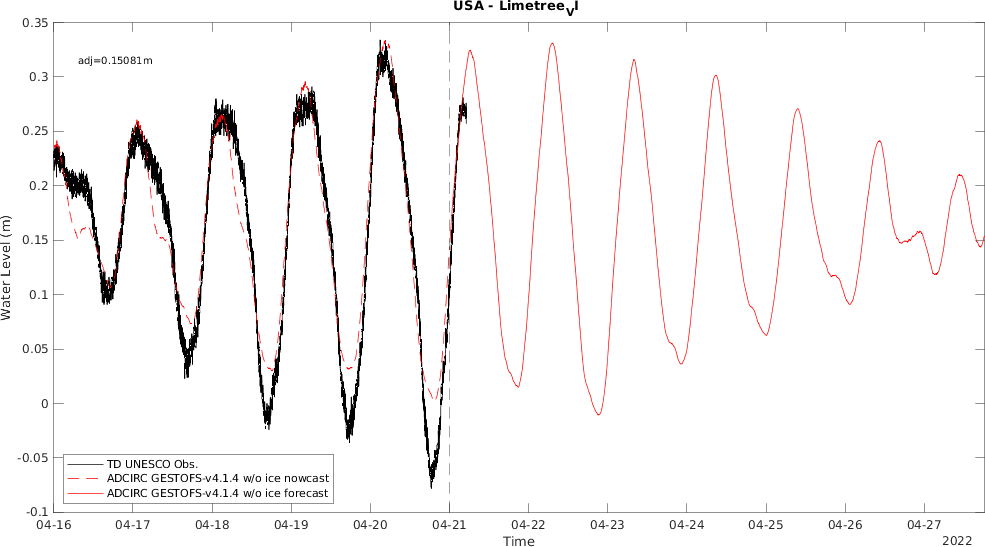 USA - Limetree_VI
adj=0.15081m
0.35
0.3
0.25
0.2
0.15
0.1
0.05
0
-0.05
-0.1
Water Level (m)
TD UNESCO Obs.
ADCIRC GESTOFS-v4.1.4 w/o ice nowcast
ADCIRC GESTOFS-v4.1.4 w/o ice forecast
04-16 04-17 04-18 04-19 04-20 04-21 04-22 04-23 04-24 04-25 04-26 04-27
Time
2022